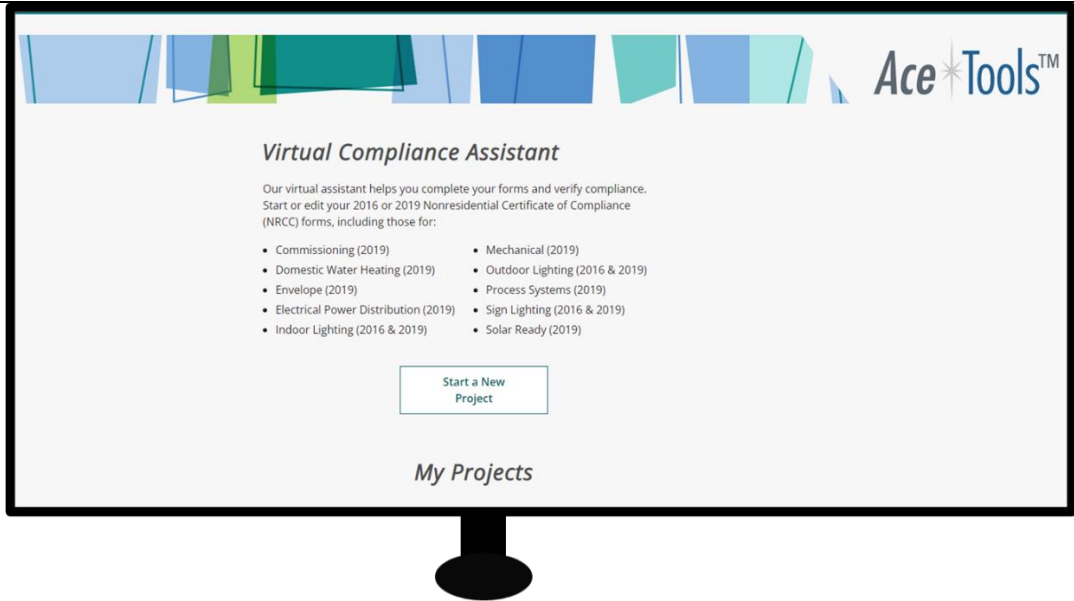 Ace Tools™
Virtual Compliance Assistant
Our virtual assistant helps you complete your forms and verify compliance.
Start or edit your 2016 or 2019 Nonresidential Certificate of Compliance
(NRCC) forms, including those for:
• Commissioning (2019)
• Domestic Water Heating (2019)
• Envelope (2019)
• Electrical Power Distribution (2019)
• Indoor Lighting (2016 & 2019)
• Mechanical (2019)
• Outdoor Lighting (2016 & 2019)
• Process Systems (2019)
• Sign Lighting (2016 & 2019)
• Solar Ready (2019)
Start a New
Project
My Projects